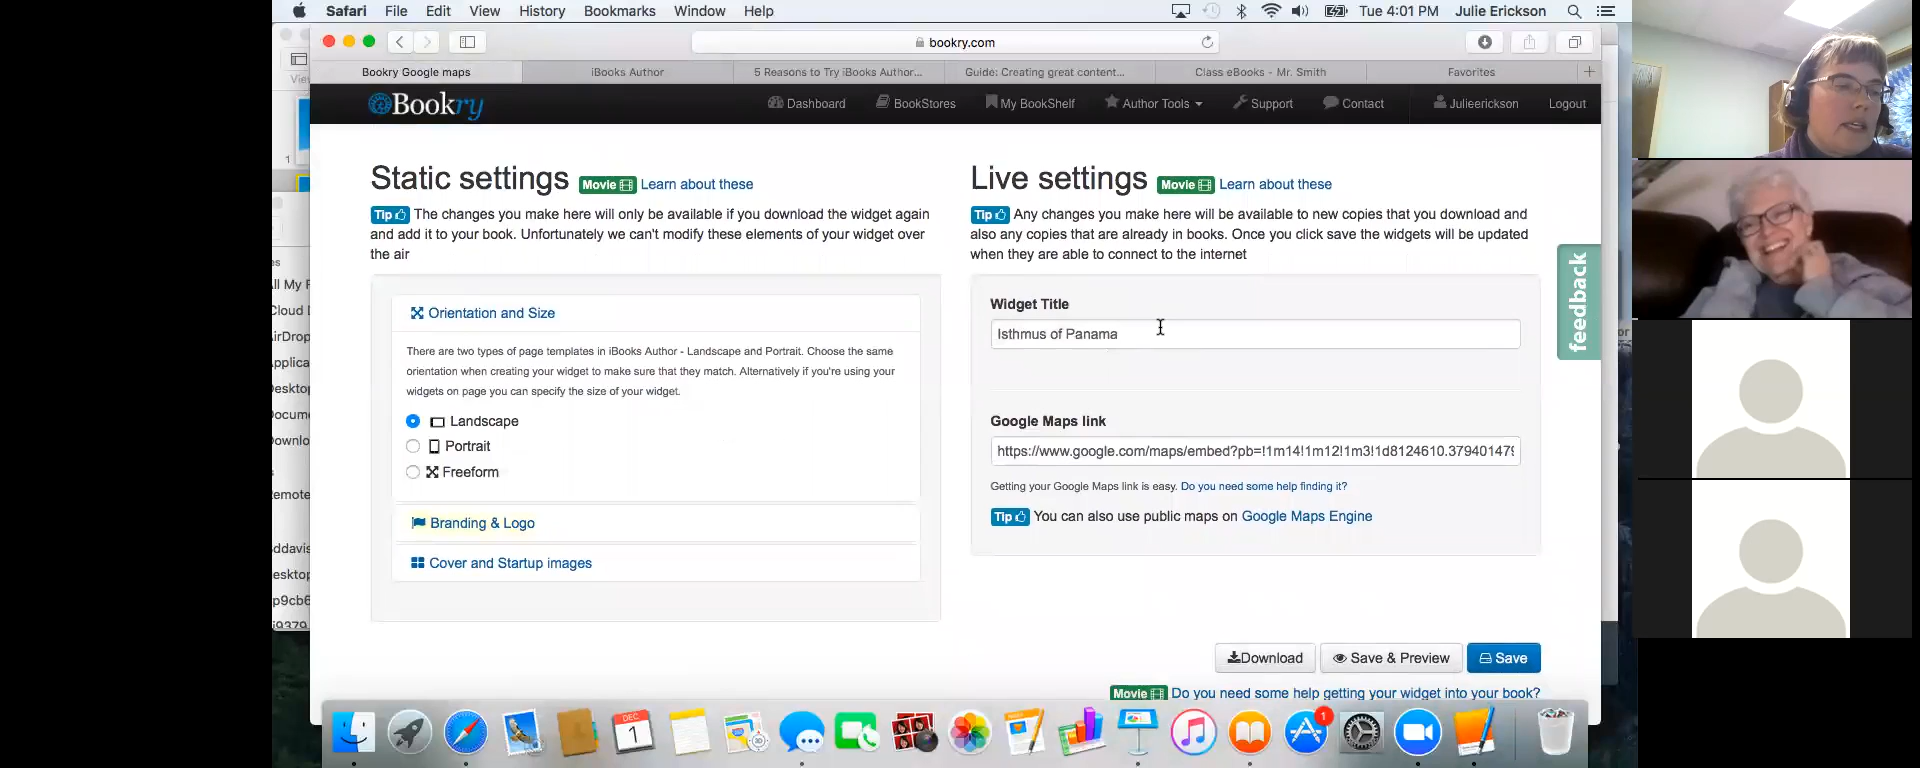 Safari File Edit View History Bookmarks Window Help Tue 4:01 PM Julie Erickson
bookry.com
Bookry Google maps iBooks Author 5 Reasons to Try iBooks Author... Guide: Creating great content... Class eBooks - Mr. Smith Favorites
Bookry Dashboard BookStores My BookShelf Author Tools Support Contact Julieerickson Logout
Static settings Movie Learn about these
Tip The changes you make here will only be available if you download the widget again
and add it to your book. Unfortunately we can't modify these elements of your widget over
the air
Orientation and Size
There are two types of page templates in iBooks Author - Landscape and Portrait. Choose the same
orientation when creating your widget to make sure that they match. Alternatively if you're using your
widgets on page you can specify the size of your widget.
Landscape
Portrait
Freeform
Branding & Logo
Cover and Startup images
Live settings Movie Learn about these
Tip Any changes you make here will be available to new copies that you download and
also any copies that are already in books. Once you click save the widgets will be updated
when they are able to connect to the internet
Widget Title
Isthmus of Panama
Google Maps link
https://www.google.com/maps/embed?pb=!1m14!1m12!1m3!1d8124610.379401479
Getting your Google Maps link is easy. Do you need some help finding it?
Tip You can also use public maps on Google Maps Engine
feedback
Download Save & Preview Save
Movie Do you need some help getting your widget into your book?
DEC
1
1